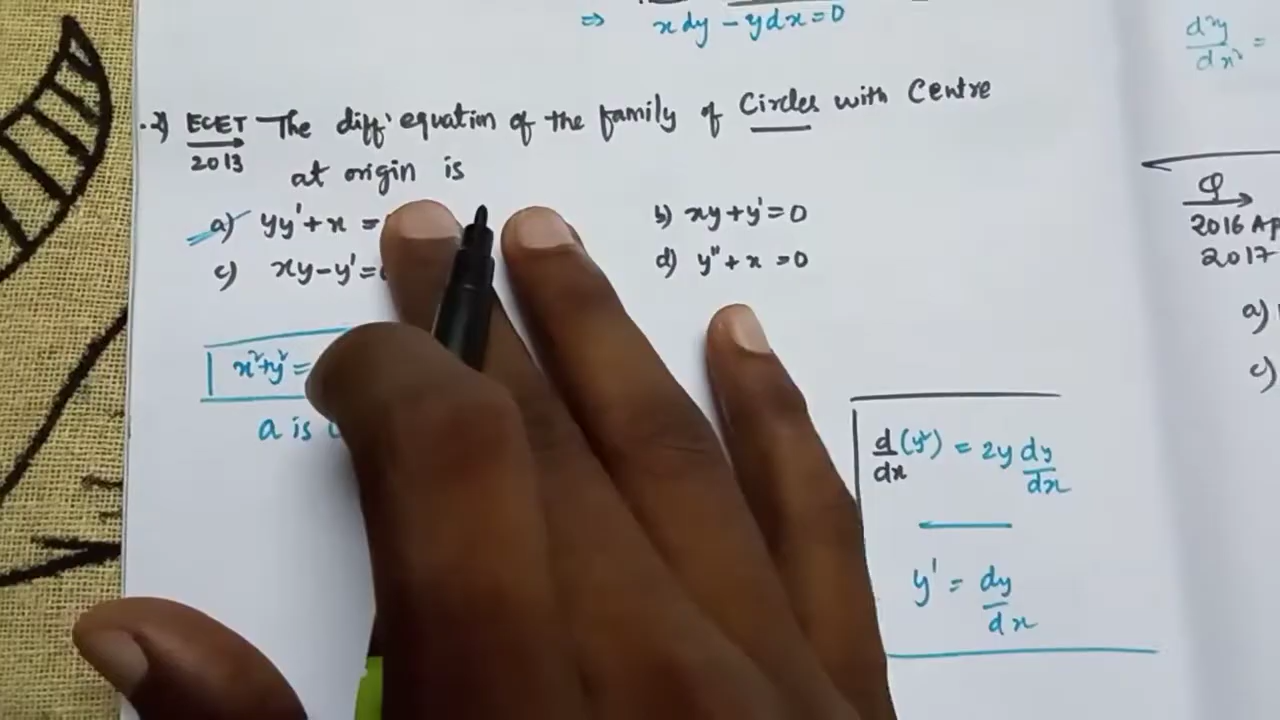 ⇒ xdy - ydx = 0
2) ECET 2013 The diff' equation of the family of Circles with Centre
at origin is
a) yy' + x =
b) xy + y' = 0
c) xy - y' =
d) y'' + x = 0
x² + y² =
a is
d/dx (y²) = 2y dy/dx
y' = dy/dx
d²y/dx² =
Q
2016 Ap
2017
a)
c)